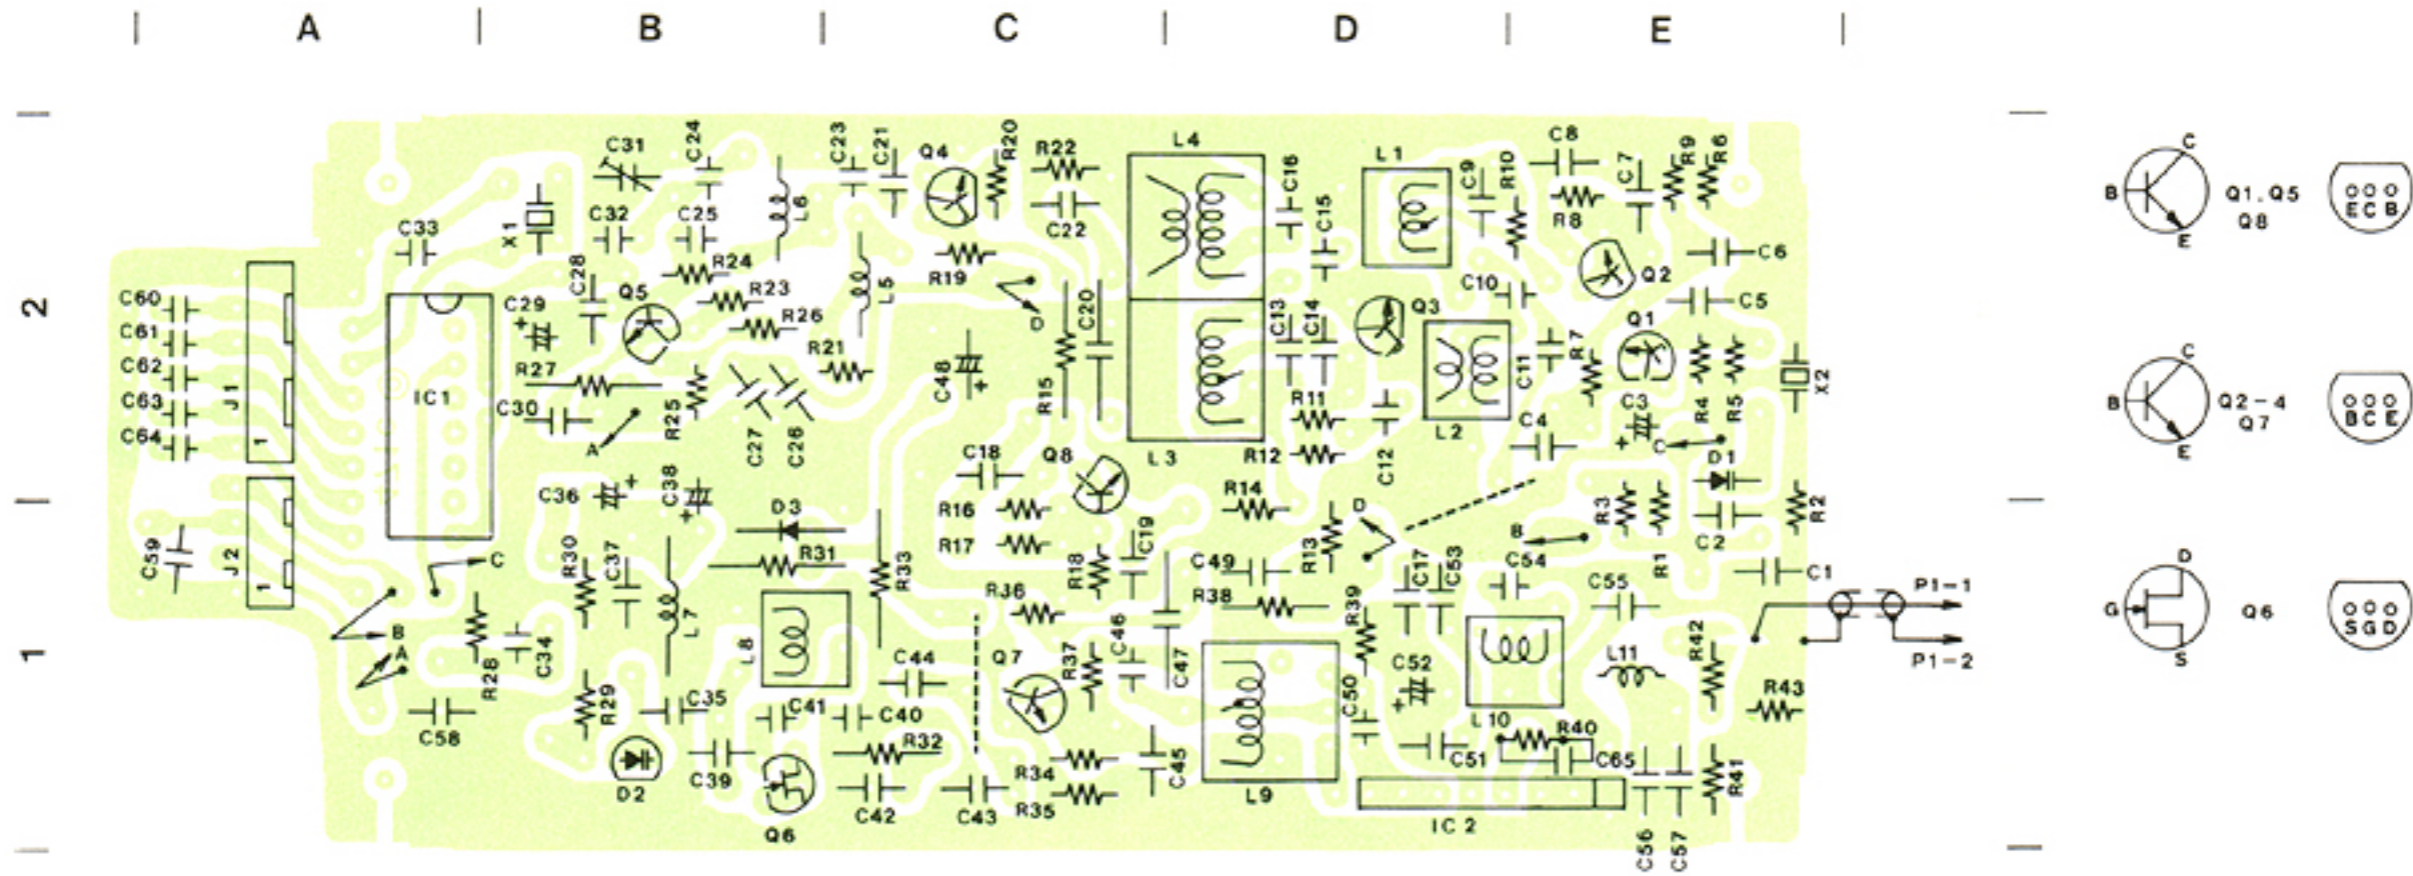 A B C D E
C24 C23 C21 Q4 R20 R22 L4 C8 R9 R6
C31 L1 C9 R10 C7
C16
C
B Q1.Q5 Q8
E C B
E
C32 C25 L6 C22 C15 R8
C33 X1
R24 R19 C6
C28 L5 Q2
C60 C29 Q5 R23 D C20 C10 C5
2
C61 R26 C13 C14 Q3 Q1
C62 R27 R21 C48 C11 R7 X2
C
B Q2-4 Q7
B C E
E
C63 J1 IC1 C30 R25 R15 R11 C3 R4 R5
C64 1 A C27 C26 C18 Q8 L3 R12 C12 L2 C4 C D1
C36 C38 R14
D3 R16 D R3 R2
C59 J2 R17 C19 B C2
C R30 C37 R31 R33 R18 C49 R13 C17 C53 C54 R1 C1
D
G Q6
S G D
S
1 R36 R38 R39 C55 P1-1
B L7 C46 R42
1
A R28 C34 L8 C44 Q7 R37 C47 C52 L11 P1-2
R29 C35 C41 C40 C50 R43
C58 R32 L10 R40
C39 R34 C45 C51 C65 R41
D2 C42 C43 R35 L9
Q6 IC2 C56 C57